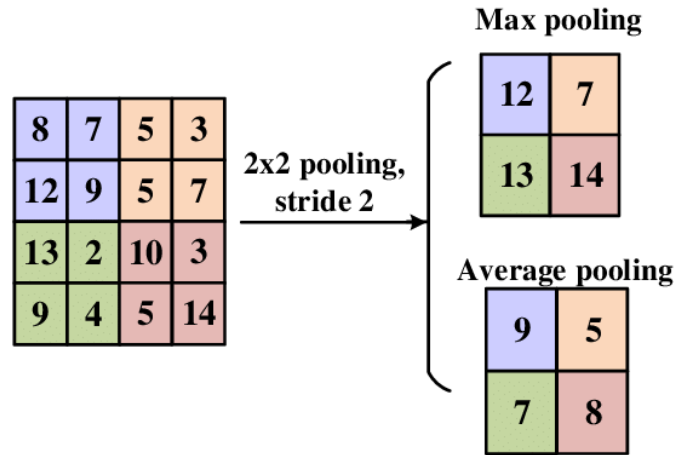 8 7 5 3
12 9 5 7
13 2 10 3
9 4 5 14
2x2 pooling,
stride 2
Max pooling
12 7
13 14
Average pooling
9 5
7 8